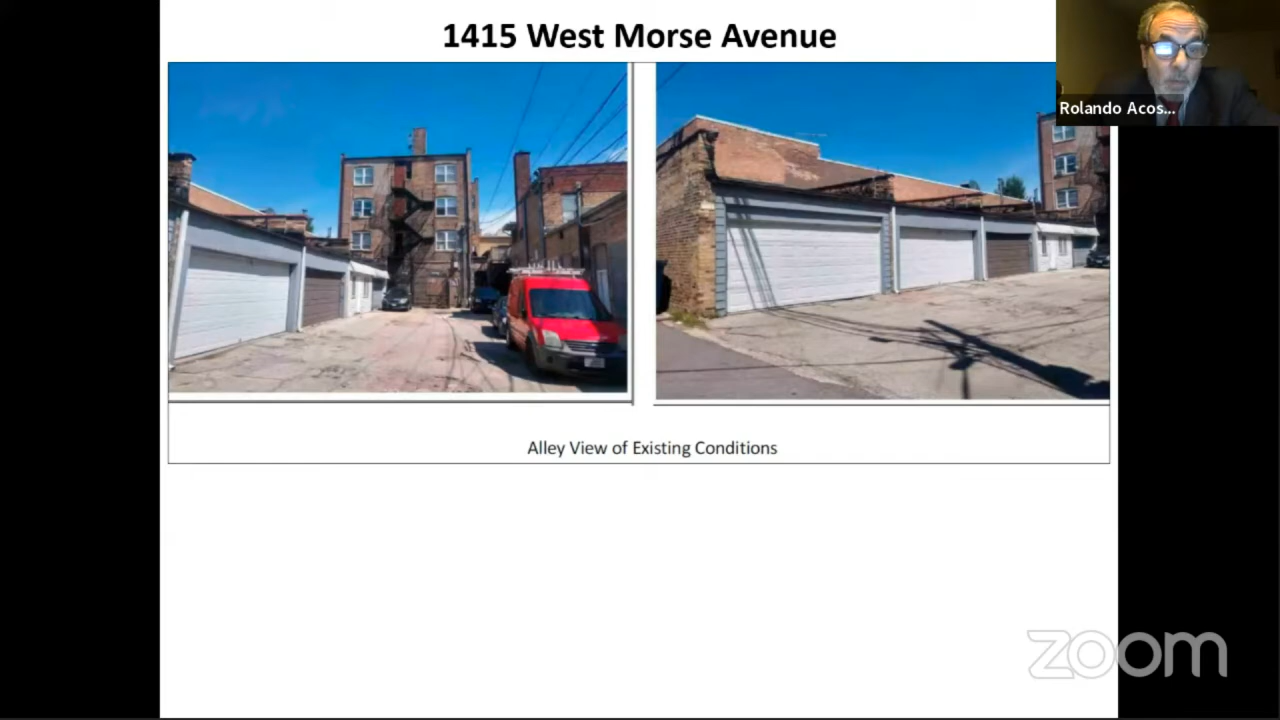 1415 West Morse Avenue
Rolando Acos...
Alley View of Existing Conditions
zoom